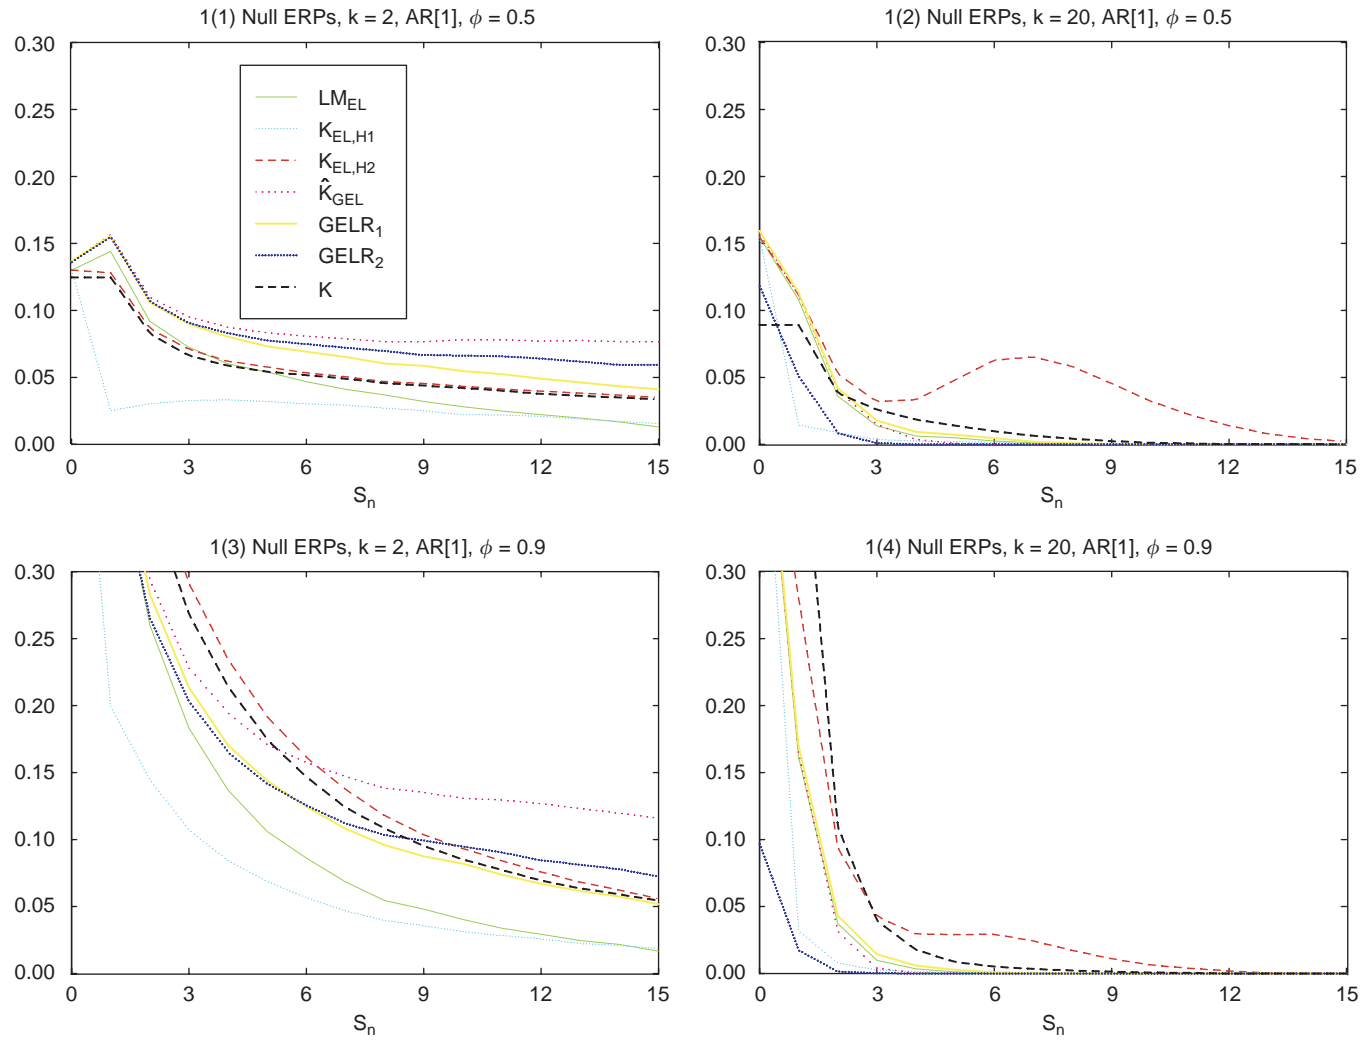 1(1) Null ERPs, k = 2, AR[1], ϕ = 0.5
0.30
0.25
0.20
0.15
0.10
0.05
0.00
0 3 6 9 12 15
Sn
LM_EL
K_EL,H1
K_EL,H2
K̂_GEL
GELR_1
GELR_2
K
1(2) Null ERPs, k = 20, AR[1], ϕ = 0.5
0.30
0.25
0.20
0.15
0.10
0.05
0.00
0 3 6 9 12 15
Sn
1(3) Null ERPs, k = 2, AR[1], ϕ = 0.9
0.30
0.25
0.20
0.15
0.10
0.05
0.00
0 3 6 9 12 15
Sn
1(4) Null ERPs, k = 20, AR[1], ϕ = 0.9
0.30
0.25
0.20
0.15
0.10
0.05
0.00
0 3 6 9 12 15
Sn